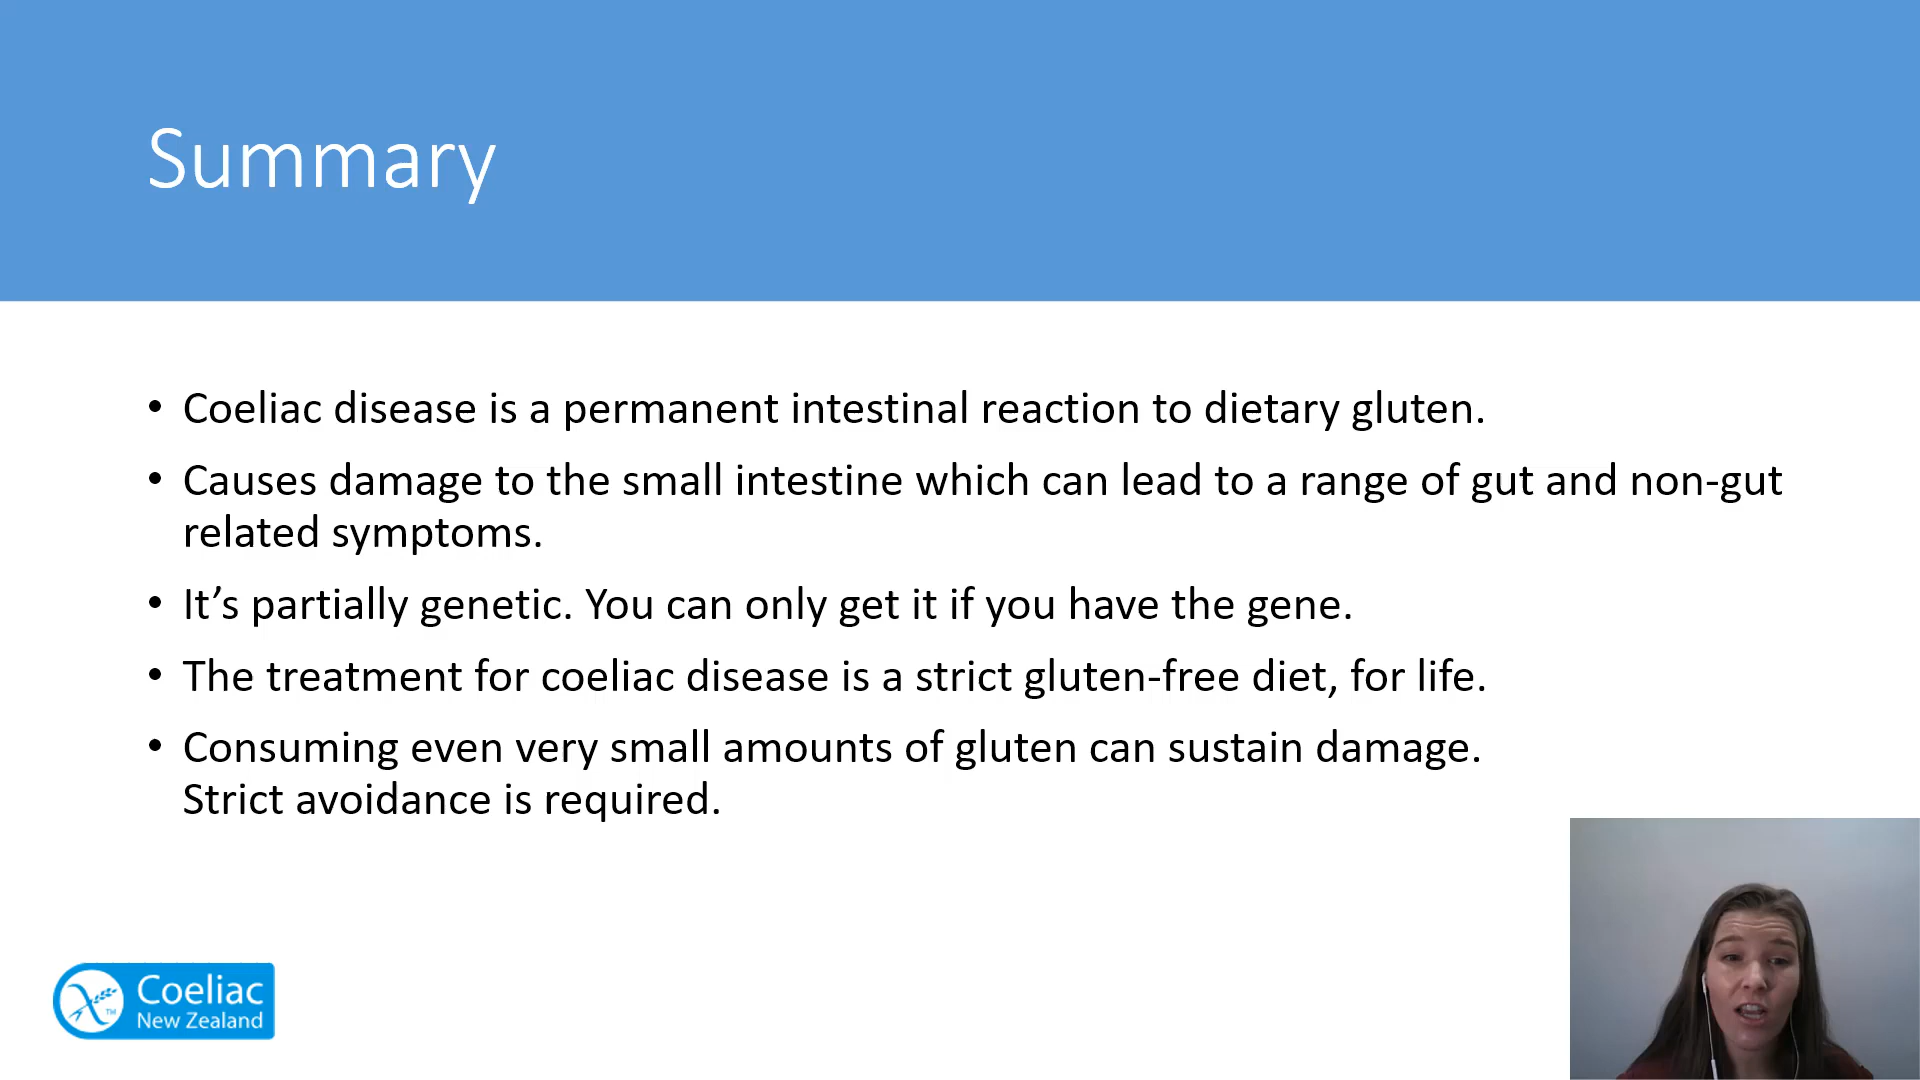 Summary
• Coeliac disease is a permanent intestinal reaction to dietary gluten.
• Causes damage to the small intestine which can lead to a range of gut and non-gut
related symptoms.
• It’s partially genetic. You can only get it if you have the gene.
• The treatment for coeliac disease is a strict gluten-free diet, for life.
• Consuming even very small amounts of gluten can sustain damage.
Strict avoidance is required.
Coeliac
New Zealand
TM